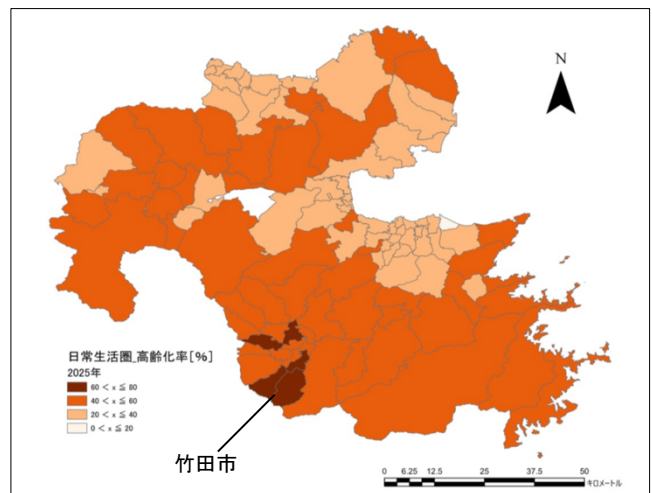 N
日常生活圏_高齢化率[%]
2025年
60 < x ≦ 80
40 < x ≦ 60
20 < x ≦ 40
0 < x ≦ 20
竹田市
0 6.25 12.5 25 37.5 50
キロメートル